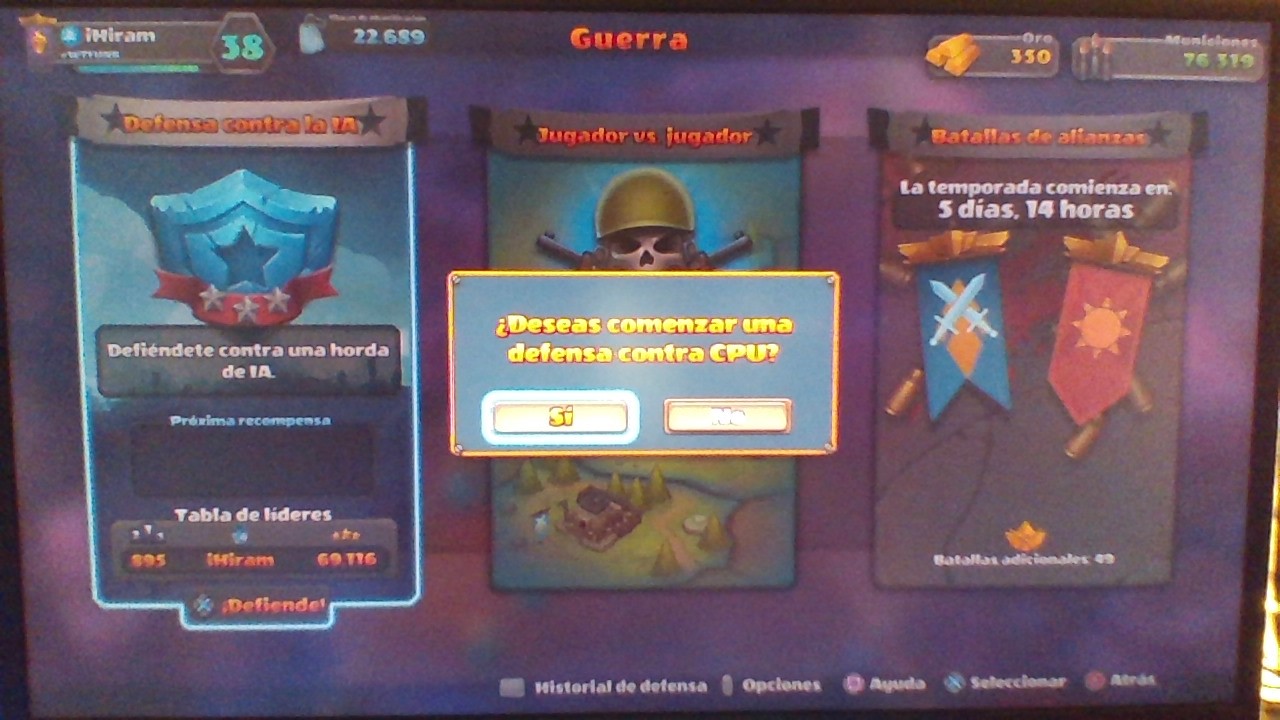 iHiram
38
22 689
Guerra
Oro
350
Municiones
76 319
Defensa contra la IA
Defiéndete contra una horda
de IA.
Próxima recompensa
Tabla de líderes
895 iHiram 69.116
¡Defiende!
Jugador vs jugador
¿Deseas comenzar una
defensa contra CPU?
Sí
No
Batallas de alianzas
La temporada comienza en:
5 días, 14 horas
Batallas adicionales: 49
Historial de defensa
Opciones
Ayuda
Seleccionar
Atrás